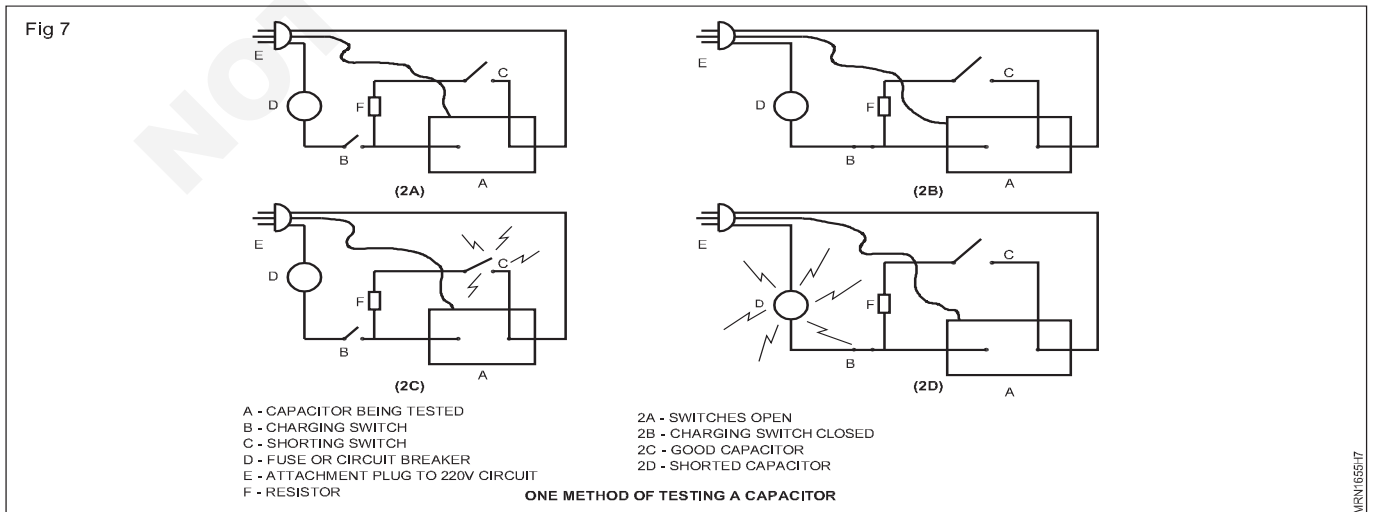 Fig 7
NOT
E
D
F
C
B
A
(2A)
E
D
F
C
B
A
(2B)
E
D
F
C
B
A
(2C)
E
D
F
C
B
A
(2D)
A - CAPACITOR BEING TESTED
B - CHARGING SWITCH
C - SHORTING SWITCH
D - FUSE OR CIRCUIT BREAKER
E - ATTACHMENT PLUG TO 220V CIRCUIT
F - RESISTOR
2A - SWITCHES OPEN
2B - CHARGING SWITCH CLOSED
2C - GOOD CAPACITOR
2D - SHORTED CAPACITOR
ONE METHOD OF TESTING A CAPACITOR
MRN1655H7